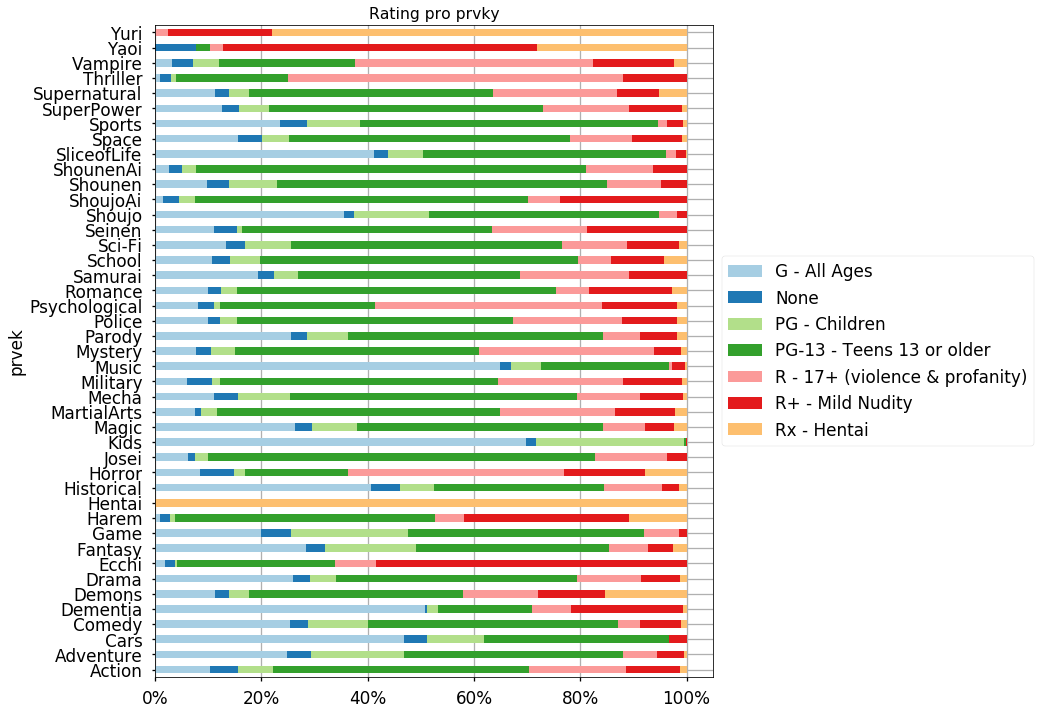 Rating pro prvky
Yuri
Yaoi
Vampire
Thriller
Supernatural
SuperPower
Sports
Space
SliceofLife
ShounenAi
Shounen
ShoujoAi
Shoujo
Seinen
Sci-Fi
School
Samurai
Romance
Psychological
Police
Parody
Mystery
Music
Military
Mecha
MartialArts
Magic
Kids
Josei
Horror
Historical
Hentai
Harem
Game
Fantasy
Ecchi
Drama
Demons
Dementia
Comedy
Cars
Adventure
Action
prvek
0% 20% 40% 60% 80% 100%
G - All Ages
None
PG - Children
PG-13 - Teens 13 or older
R - 17+ (violence & profanity)
R+ - Mild Nudity
Rx - Hentai